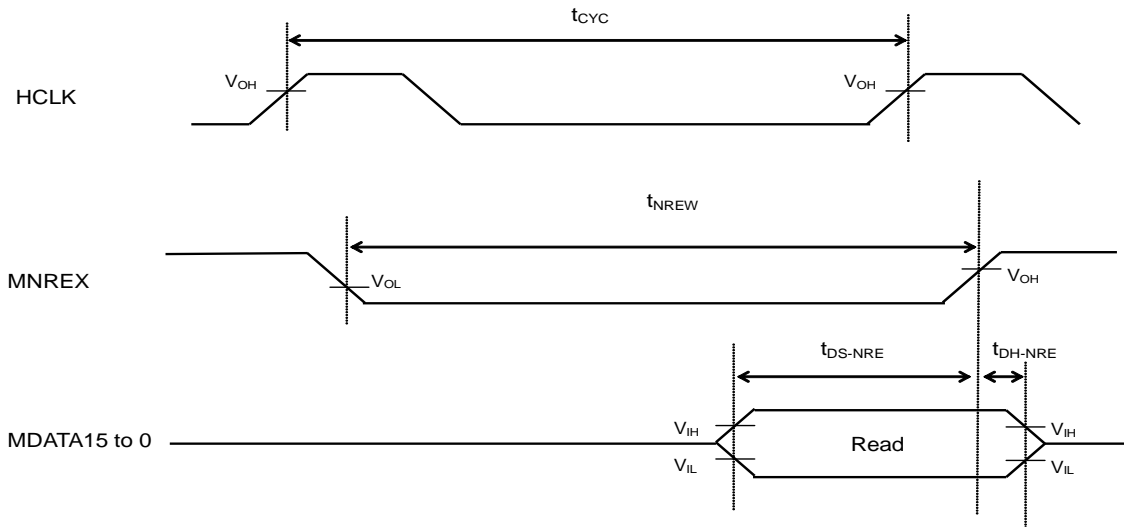 tCYC
HCLK
VOH
VOH
tNREW
MNREX
VOL
VOH
tDS-NRE
tDH-NRE
MDATA15 to 0
VIH
Read
VIH
VIL
VIL